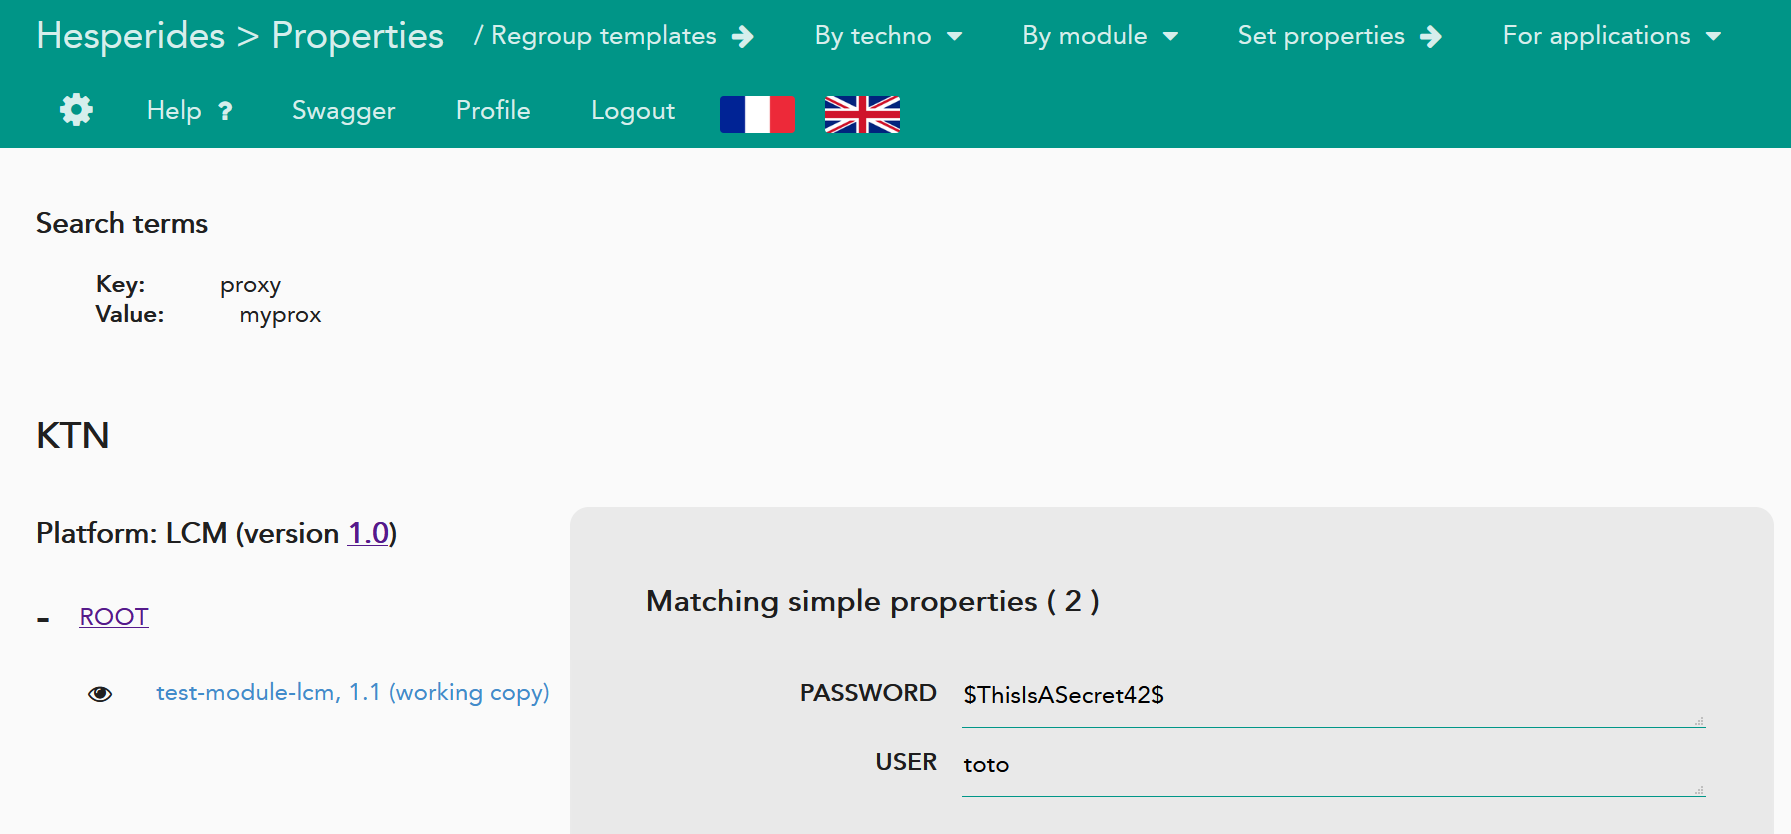 Hesperides > Properties / Regroup templates By techno By module Set properties For applications
Help ? Swagger Profile Logout
Search terms
Key: proxy
Value: myprox
KTN
Platform: LCM (version 1.0)
Matching simple properties ( 2 )
- ROOT
test-module-lcm, 1.1 (working copy)
PASSWORD $ThisIsASecret42$
USER toto